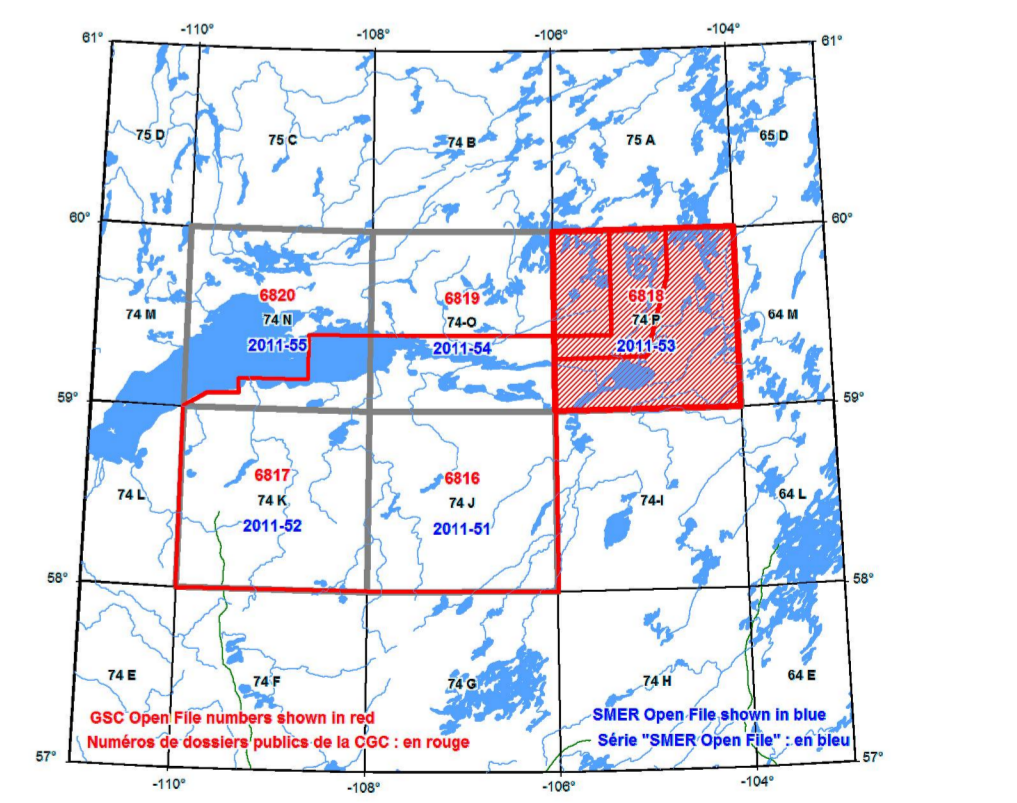 -110°
-108°
-106°
-104°
61°
61°
75 D
75 C
74 B
75 A
65 D
60°
60°
6820
6819
6818
74 M
74 N
74-O
74 P
64 M
2011-55
2011-54
2011-53
59°
59°
6817
6816
74 L
74 K
74 J
74-I
64 L
2011-52
2011-51
58°
58°
74 E
74 F
74 G
74 H
64 E
GSC Open File numbers shown in red
SMER Open File shown in blue
Numéros de dossiers publics de la CGC : en rouge
Série "SMER Open File" : en bleu
57°
57°
-110°
-108°
-106°
-104°